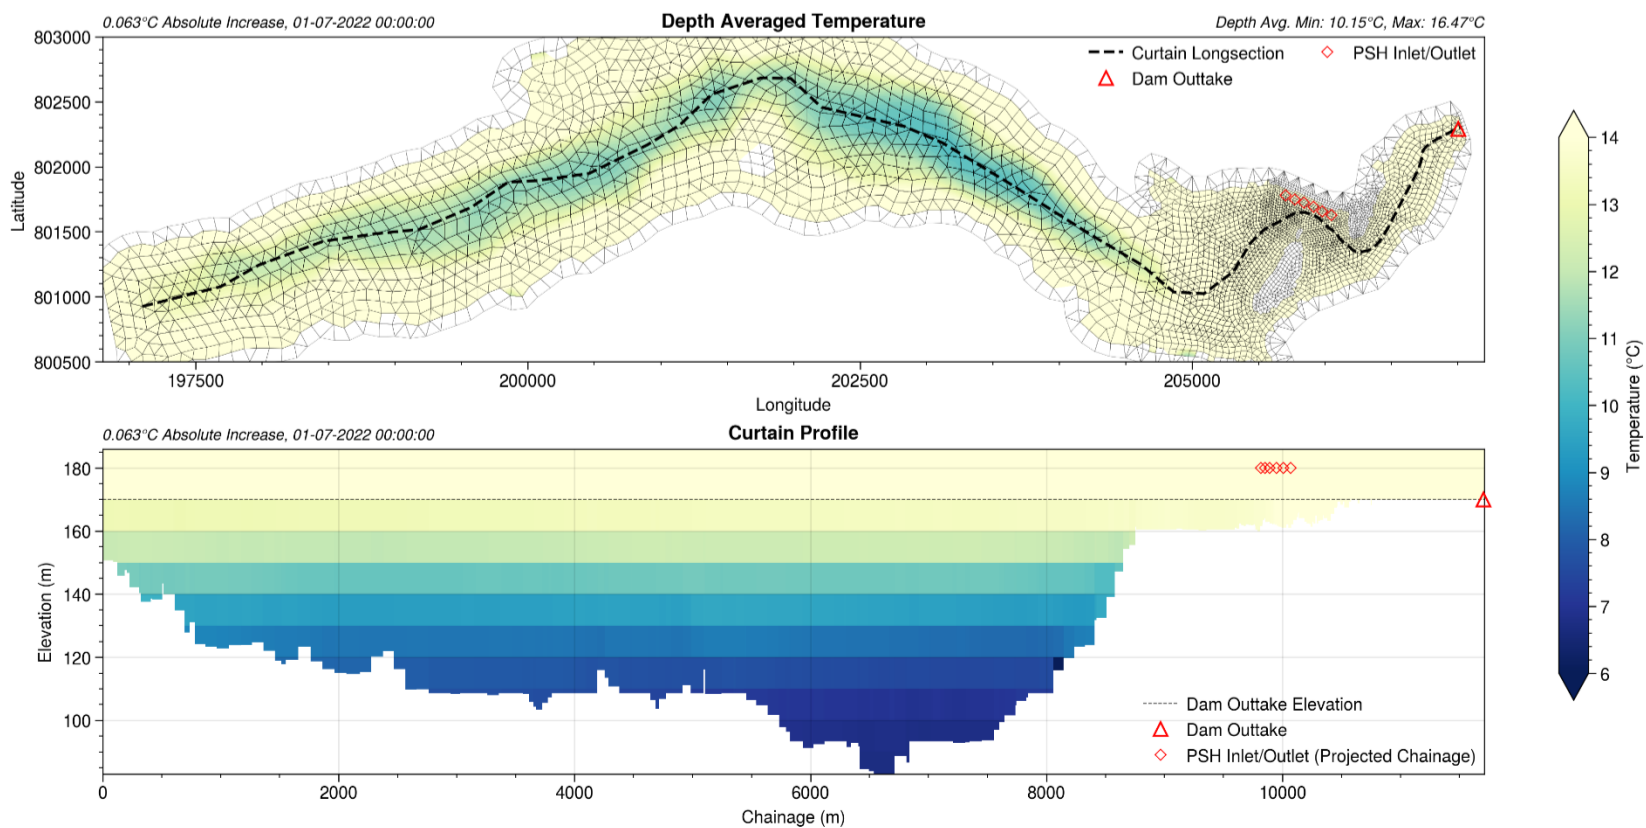 0.063°C Absolute Increase, 01-07-2022 00:00:00
Depth Averaged Temperature
Depth Avg. Min: 10.15°C, Max: 16.47°C
803000
802500
802000
801500
801000
800500
Latitude
Curtain Longsection
PSH Inlet/Outlet
Dam Outtake
197500
200000
202500
205000
Longitude
0.063°C Absolute Increase, 01-07-2022 00:00:00
Curtain Profile
180
160
140
120
100
Elevation (m)
Dam Outtake Elevation
Dam Outtake
PSH Inlet/Outlet (Projected Chainage)
0
2000
4000
6000
8000
10000
Chainage (m)
14
13
12
11
10
9
8
7
6
Temperature (°C)